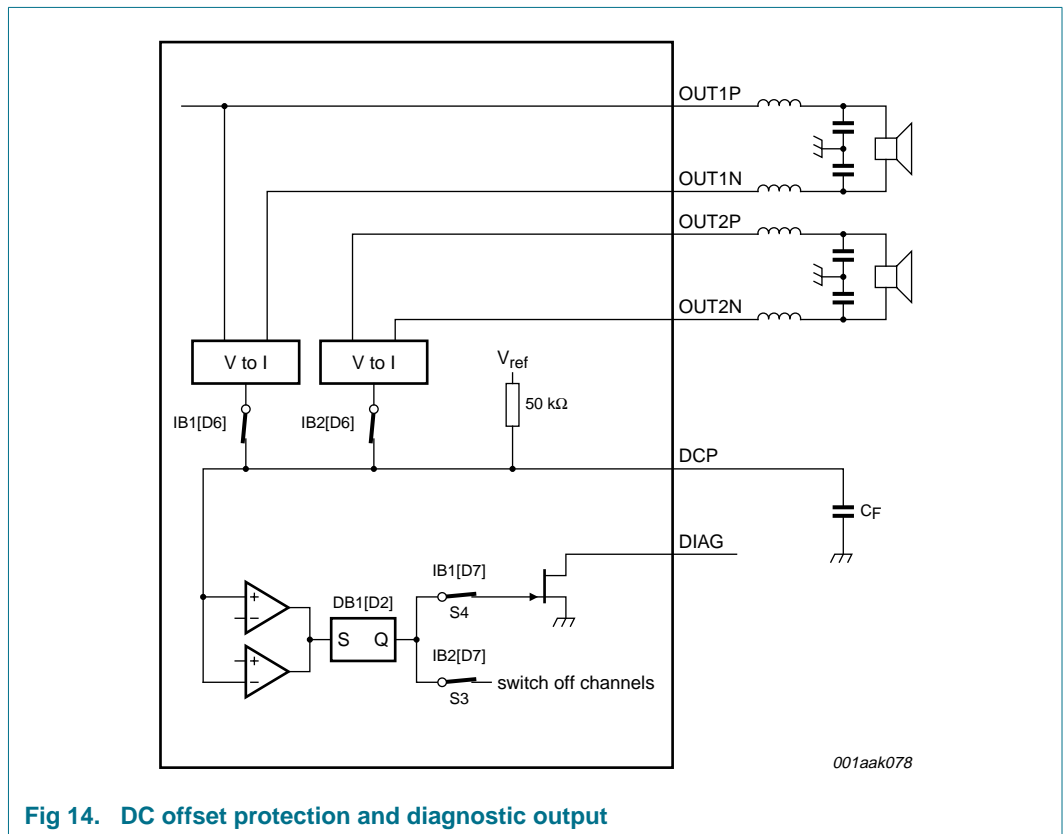 OUT1P
OUT1N
OUT2P
OUT2N
V to I
V to I
Vref
50 kΩ
IB1[D6]
IB2[D6]
DCP
CF
DIAG
IB1[D7]
S4
DB1[D2]
+
−
+
−
S Q
IB2[D7]
S3
switch off channels
001aak078
Fig 14. DC offset protection and diagnostic output